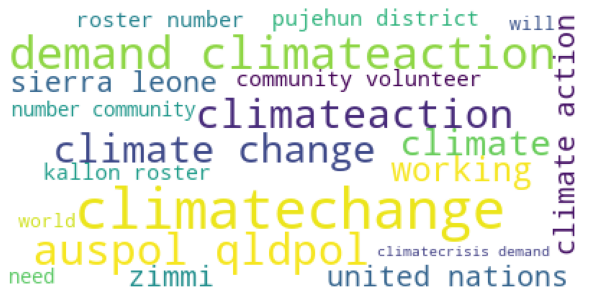 roster number
pujehun district
will
demand climateaction
sierra leone
community volunteer
number community
climateaction
climate action
climate change
climate
kallon roster
working
climatechange
world
auspol qldpol
climatecrisis demand
need
zimmi
united nations